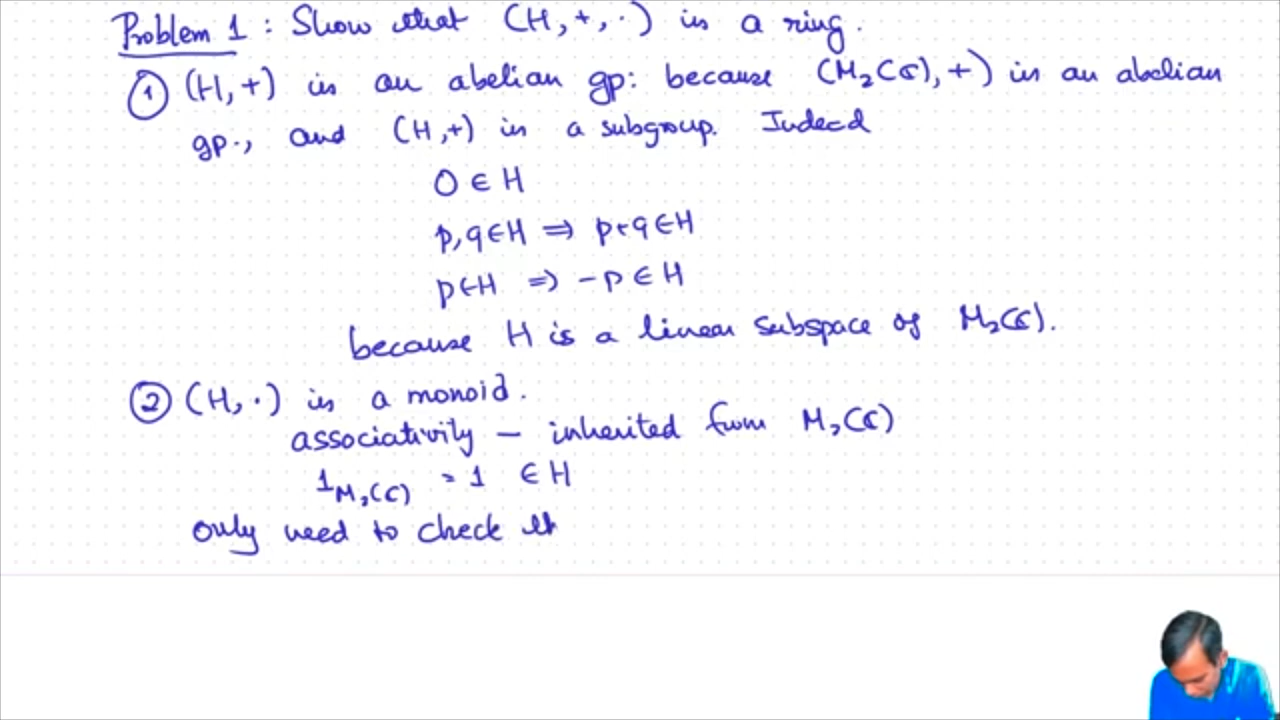 Problem 1 : Show that (H, +, ·) is a ring.
① (H, +) is an abelian gp: because (M₂(ℂ), +) is an abelian
gp., and (H, +) is a subgroup. Indeed
0 ∈ H
p, q ∈ H ⇒ p+q ∈ H
p ∈ H ⇒ -p ∈ H
because H is a linear subspace of M₂(ℂ).
② (H, ·) is a monoid.
associativity – inherited from M₂(ℂ)
1_{M₂(ℂ)} = 1 ∈ H
only need to check